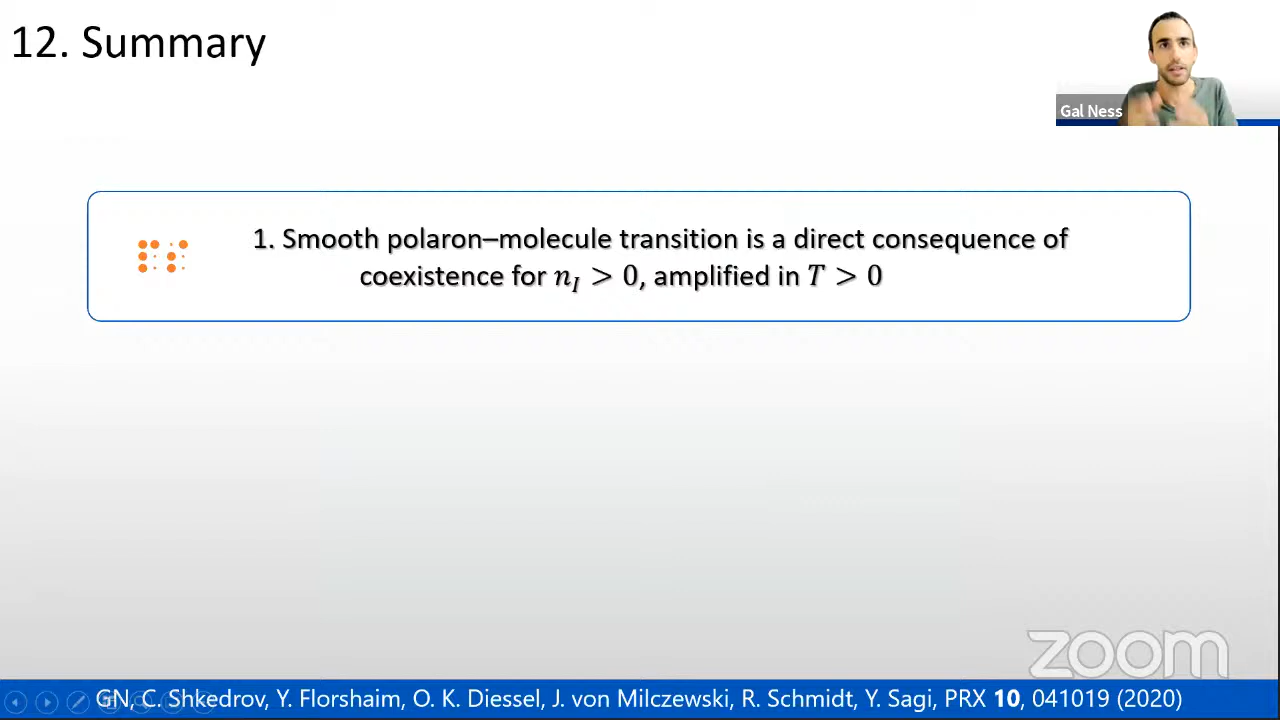 12. Summary
Gal Ness
1. Smooth polaron–molecule transition is a direct consequence of
coexistence for n_I > 0, amplified in T > 0
zoom
GN, C. Shkedrov, Y. Florshaim, O. K. Diessel, J. von Milczewski, R. Schmidt, Y. Sagi, PRX 10, 041019 (2020)